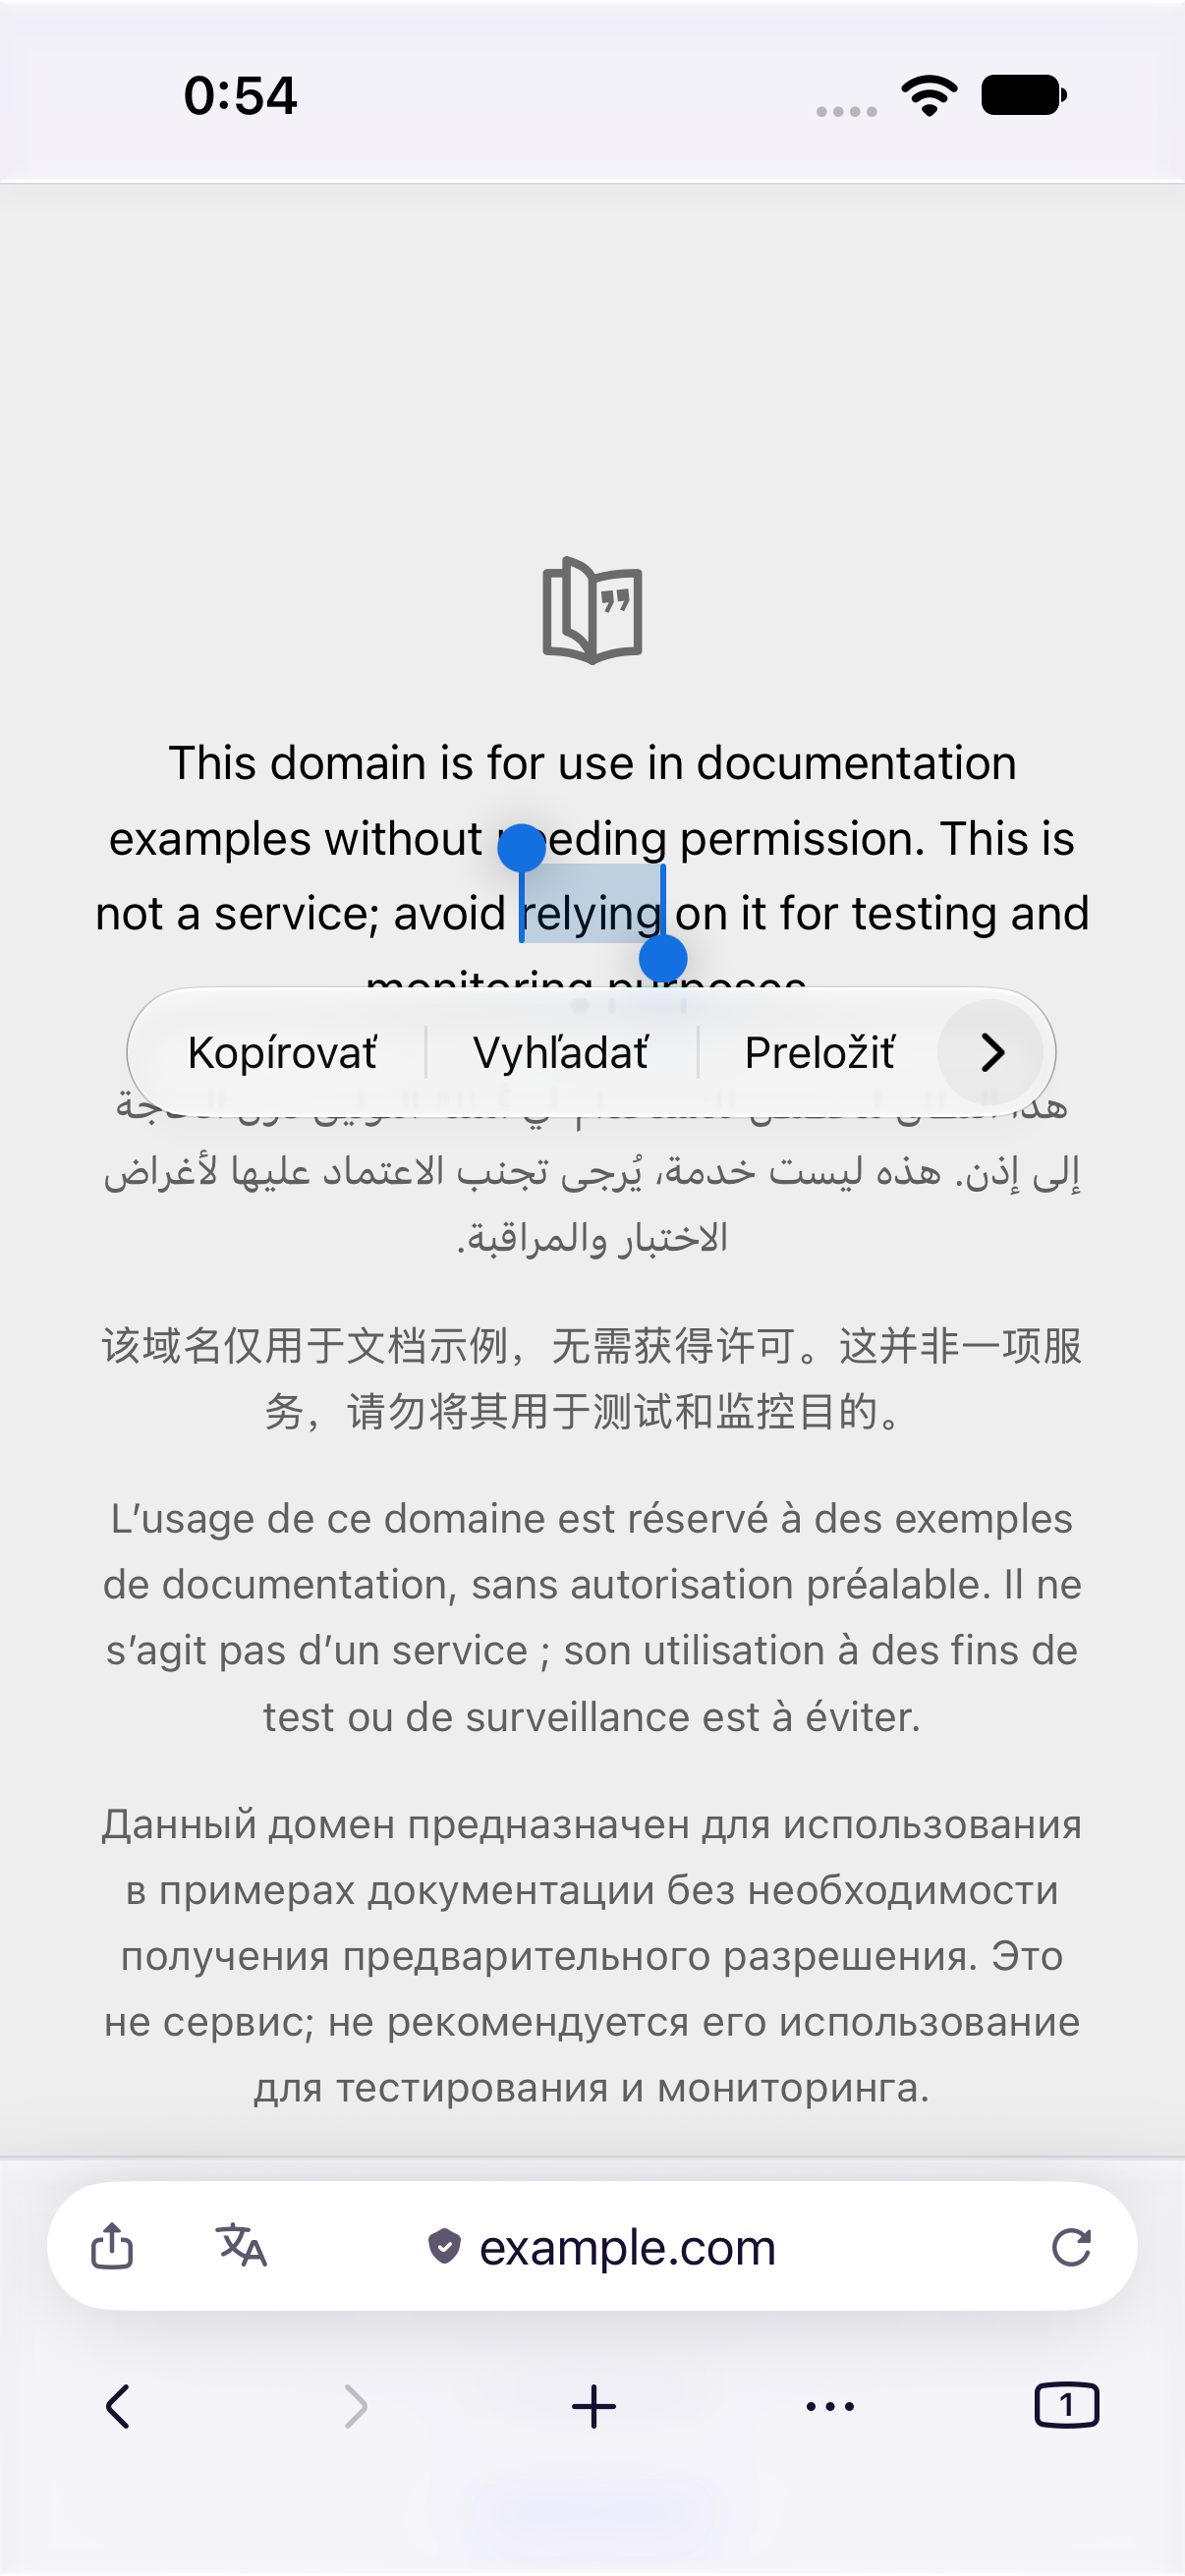 0:54
This domain is for use in documentation
examples without needing permission. This is
not a service; avoid relying on it for testing and
monitoring purposes.
Kopírovať Vyhľadať Preložiť
إلى إذن. هذه ليست خدمة، يُرجى تجنب الاعتماد عليها لأغراض
الاختبار والمراقبة.
该域名仅用于文档示例，无需获得许可。这并非一项服
务，请勿将其用于测试和监控目的。
L’usage de ce domaine est réservé à des exemples
de documentation, sans autorisation préalable. Il ne
s’agit pas d’un service ; son utilisation à des fins de
test ou de surveillance est à éviter.
Данный домен предназначен для использования
в примерах документации без необходимости
получения предварительного разрешения. Это
не сервис; не рекомендуется его использование
для тестирования и мониторинга.
example.com
1